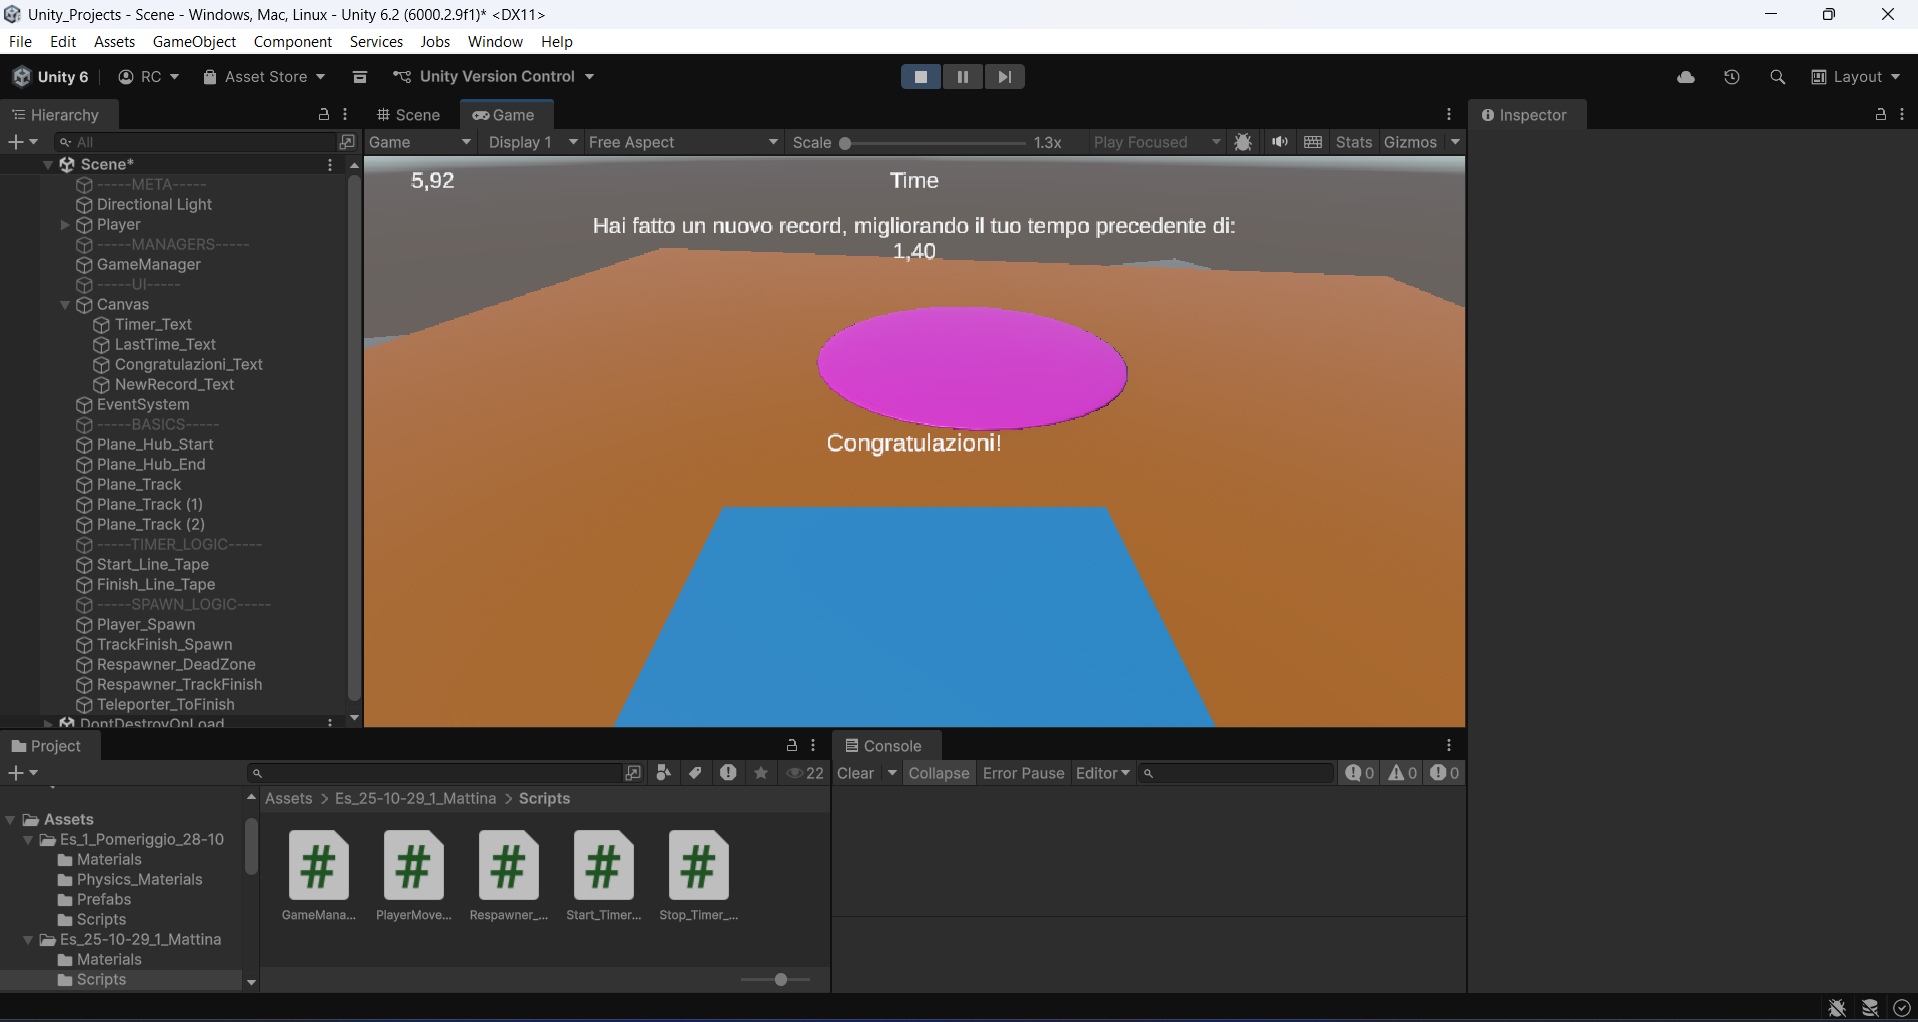 Unity_Projects - Scene - Windows, Mac, Linux - Unity 6.2 (6000.2.9f1)* <DX11>
File Edit Assets GameObject Component Services Jobs Window Help
Unity 6 RC Asset Store Unity Version Control Layout
Hierarchy
All
Scene*
-----META-----
Directional Light
Player
-----MANAGERS-----
GameManager
-----UI-----
Canvas
Timer_Text
LastTime_Text
Congratulazioni_Text
NewRecord_Text
EventSystem
-----BASICS-----
Plane_Hub_Start
Plane_Hub_End
Plane_Track
Plane_Track (1)
Plane_Track (2)
-----TIMER_LOGIC-----
Start_Line_Tape
Finish_Line_Tape
-----SPAWN_LOGIC-----
Player_Spawn
TrackFinish_Spawn
Respawner_DeadZone
Respawner_TrackFinish
Teleporter_ToFinish
DontDestroyOnLoad
Scene Game
Game Display 1 Free Aspect Scale 1.3x Play Focused Stats Gizmos
5,92 Time
Hai fatto un nuovo record, migliorando il tuo tempo precedente di:
1,40
Congratulazioni!
Inspector
Project
22
Assets
Es_1_Pomeriggio_28-10
Materials
Physics_Materials
Prefabs
Scripts
Es_25-10-29_1_Mattina
Materials
Scripts
Assets > Es_25-10-29_1_Mattina > Scripts
GameMana... PlayerMove... Respawner_... Start_Timer... Stop_Timer_...
Console
Clear Collapse Error Pause Editor 0 0 0